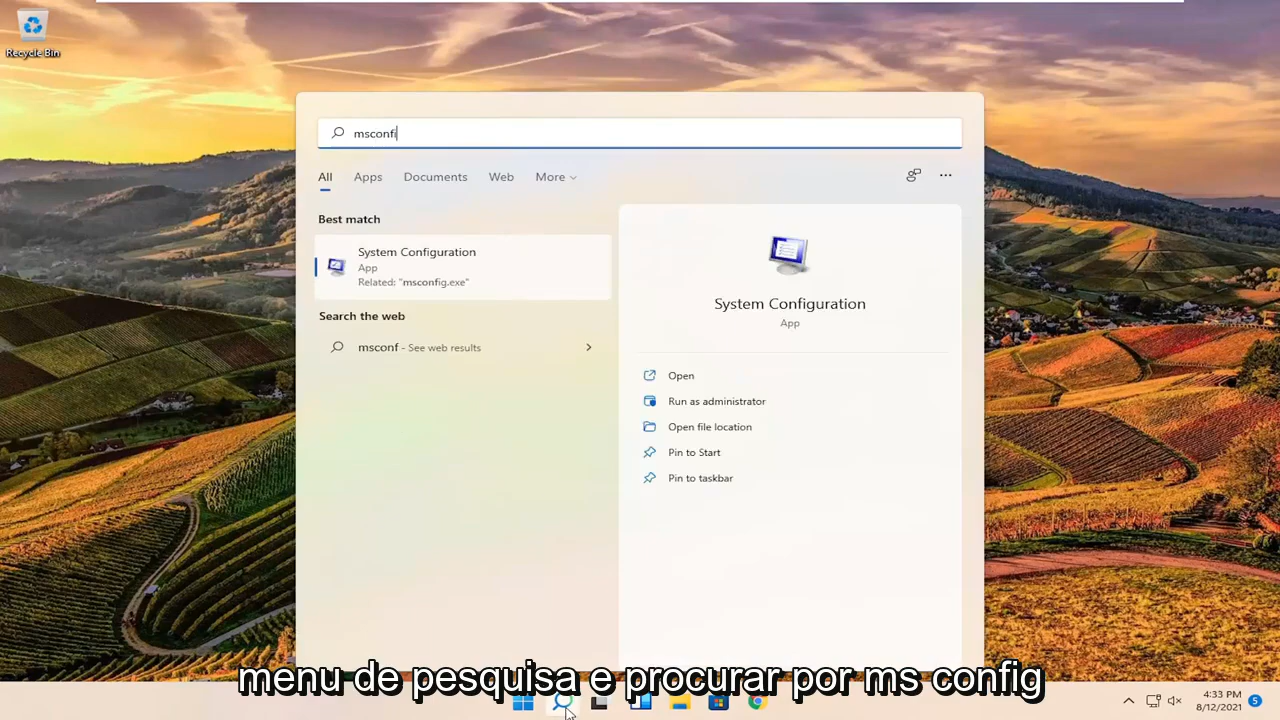 Recycle Bin
msconfi
All Apps Documents Web More
Best match
System Configuration
App
Related: "msconfig.exe"
Search the web
msconf - See web results
System Configuration
App
Open
Run as administrator
Open file location
Pin to Start
Pin to taskbar
menu de pesquisa e procurar por ms config
4:33 PM
8/12/2021
5